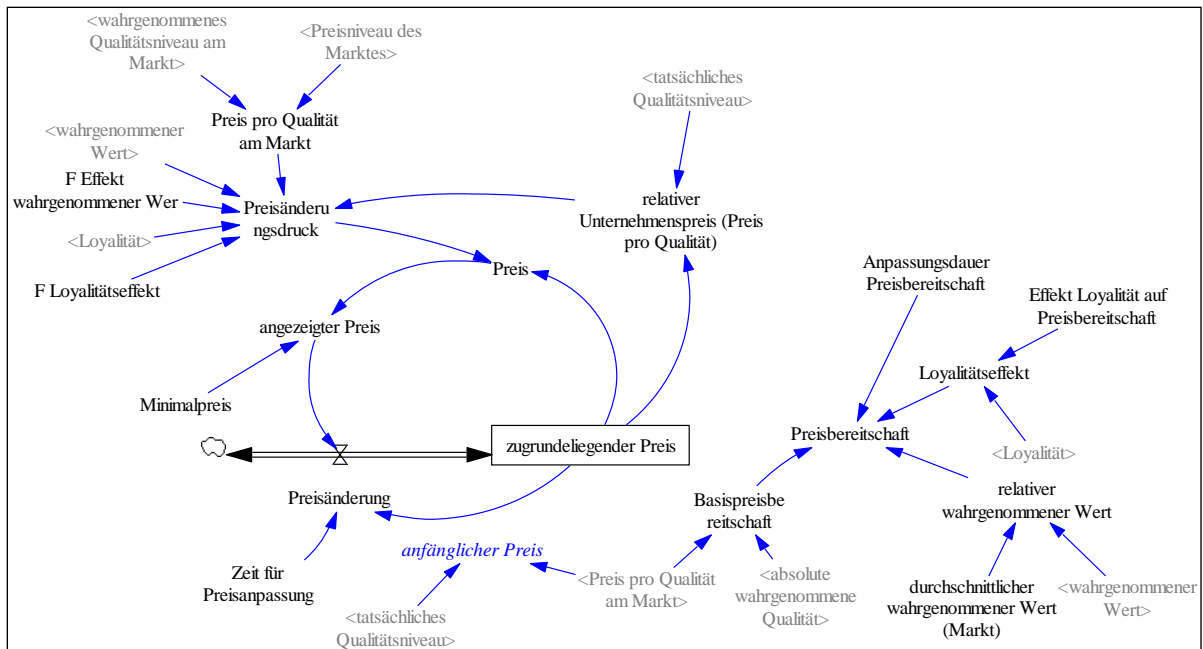 <wahrgenommenes
Qualitätsniveau am
Markt>
<Preisniveau des
Marktes>
<tatsächliches
Qualitätsniveau>
Preis pro Qualität
am Markt
<wahrgenommener
Wert>
F Effekt
wahrgenommener Wer
Preisänderu
ngsdruck
<Loyalität>
F Loyalitätseffekt
relativer
Unternehmenspreis (Preis
pro Qualität)
Preis
Anpassungsdauer
Preisbereitschaft
Effekt Loyalität auf
Preisbereitschaft
angezeigter Preis
Loyalitätseffekt
Minimalpreis
Preisbereitschaft
zugrundeliegender Preis
<Loyalität>
Preisänderung
Basispreisbe
reitschaft
relativer
wahrgenommener Wert
anfänglicher Preis
Zeit für
Preisanpassung
<Preis pro Qualität
am Markt>
<absolute
wahrgenommene
Qualität>
durchschnittlicher
wahrgenommener Wert
(Markt)
<wahrgenommener
Wert>
<tatsächliches
Qualitätsniveau>